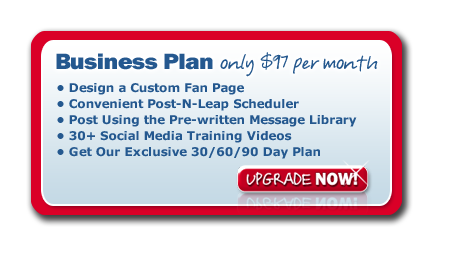 Business Plan only $97 per month
• Design a Custom Fan Page
• Convenient Post-N-Leap Scheduler
• Post Using the Pre-written Message Library
• 30+ Social Media Training Videos
• Get Our Exclusive 30/60/90 Day Plan
UPGRADE NOW!